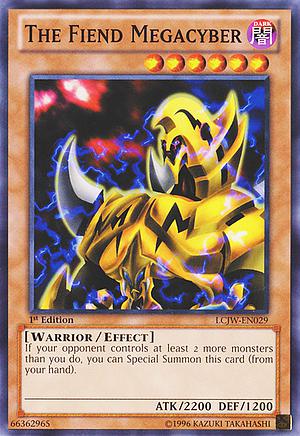 THE FIEND MEGACYBER
DARK
闇
1st Edition
LCJW-EN029
[WARRIOR/EFFECT]
If your opponent controls at least 2 more monsters
than you do, you can Special Summon this card (from
your hand).
ATK/2200 DEF/1200
66362965
©1996 KAZUKI TAKAHASHI